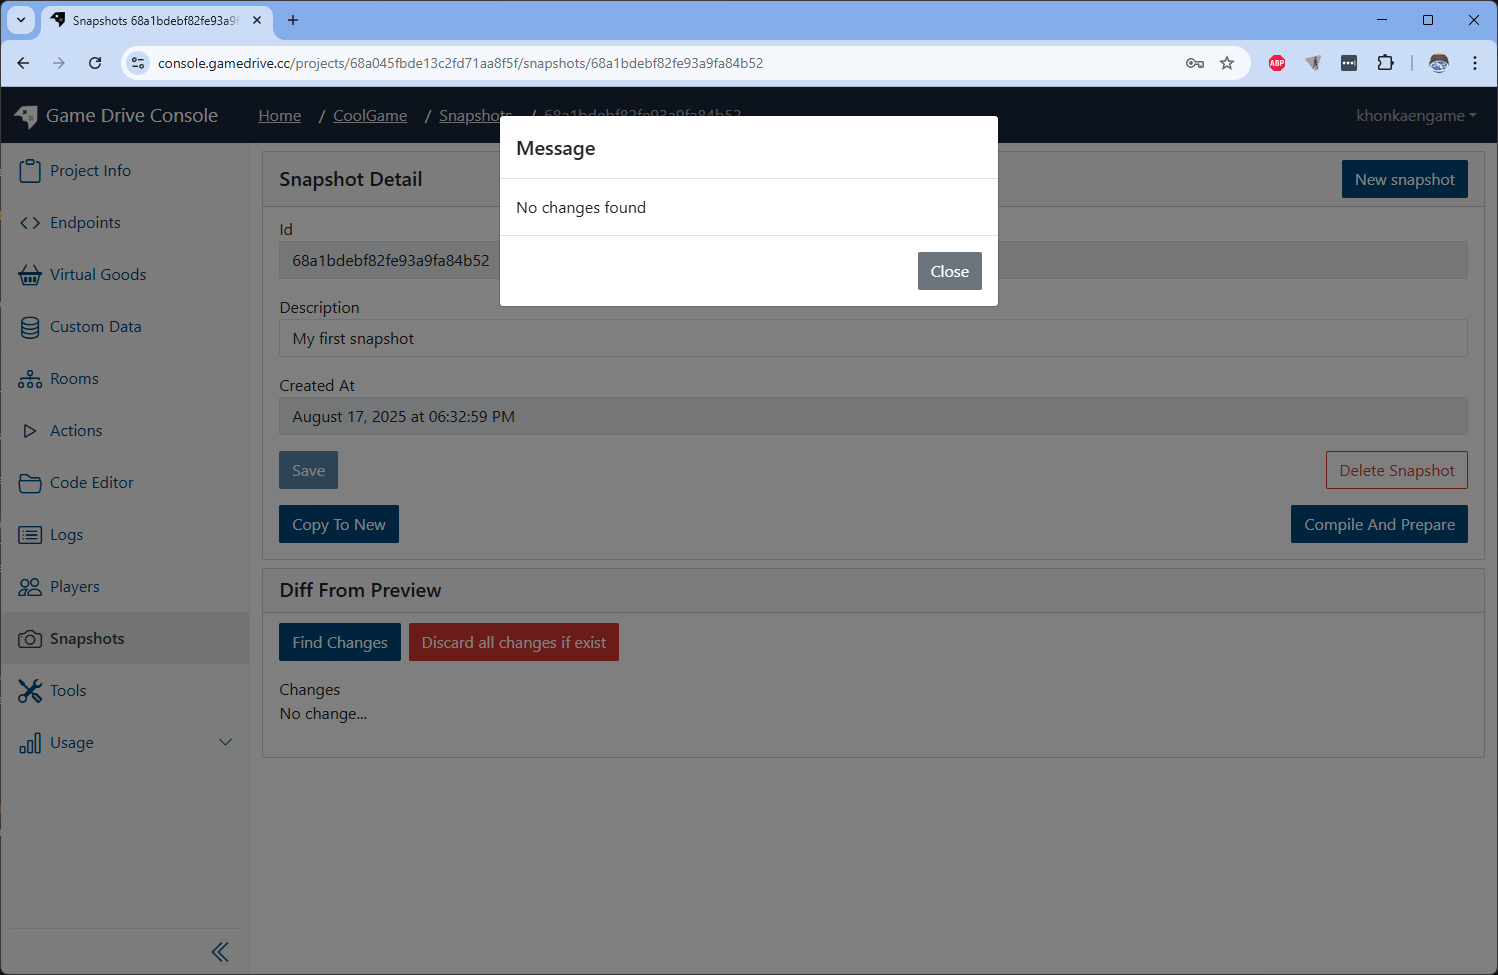 Snapshots 68a1bdebf82fe93a9f
console.gamedrive.cc/projects/68a045fbde13c2fd71aa8f5f/snapshots/68a1bdebf82fe93a9fa84b52
ABP
Game Drive Console
Home / CoolGame / Snapshots / 68a1bdebf82fe93a9fa84b52
khonkaengame
Message
No changes found
Close
Project Info
Endpoints
Virtual Goods
Custom Data
Rooms
Actions
Code Editor
Logs
Players
Snapshots
Tools
Usage
Snapshot Detail
New snapshot
Id
68a1bdebf82fe93a9fa84b52
Description
My first snapshot
Created At
August 17, 2025 at 06:32:59 PM
Save
Delete Snapshot
Copy To New
Compile And Prepare
Diff From Preview
Find Changes
Discard all changes if exist
Changes
No change...